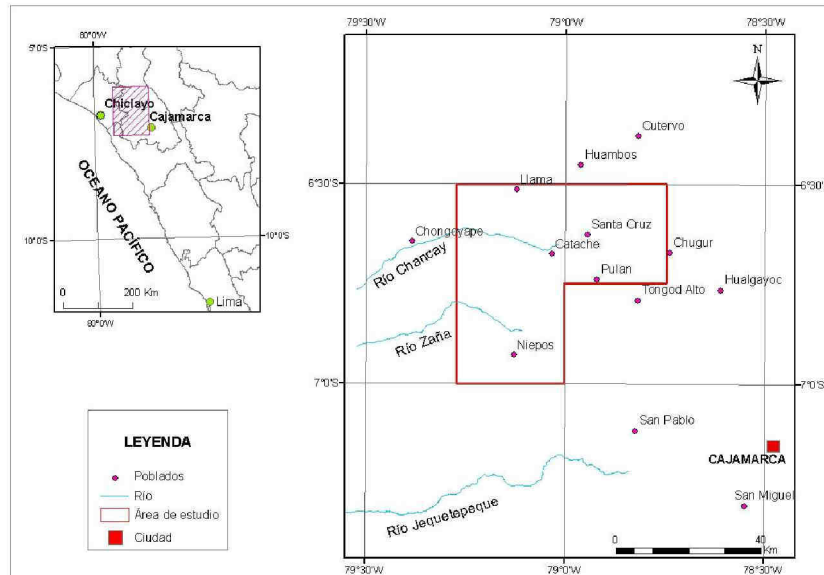 80°0'W
5°0'S
Chiclayo
Cajamarca
OCEANO PACÍFICO
10°0'S
10°0'S
0 200 Km
Lima
80°0'W
LEYENDA
Poblados
Río
Área de estudio
Ciudad
79°30'W 79°0'W 78°30'W
N
Cutervo
Huambos
6°30'S
Llama
6°30'S
Chongoyape
Santa Cruz
Catache
Chugur
Río Chancay
Pulan
Tongod Alto
Hualgayoc
Río Zaña
Niepos
7°0'S
7°0'S
San Pablo
CAJAMARCA
San Miguel
Río Jequetepeque
0 40
Km
79°30'W 79°0'W 78°30'W